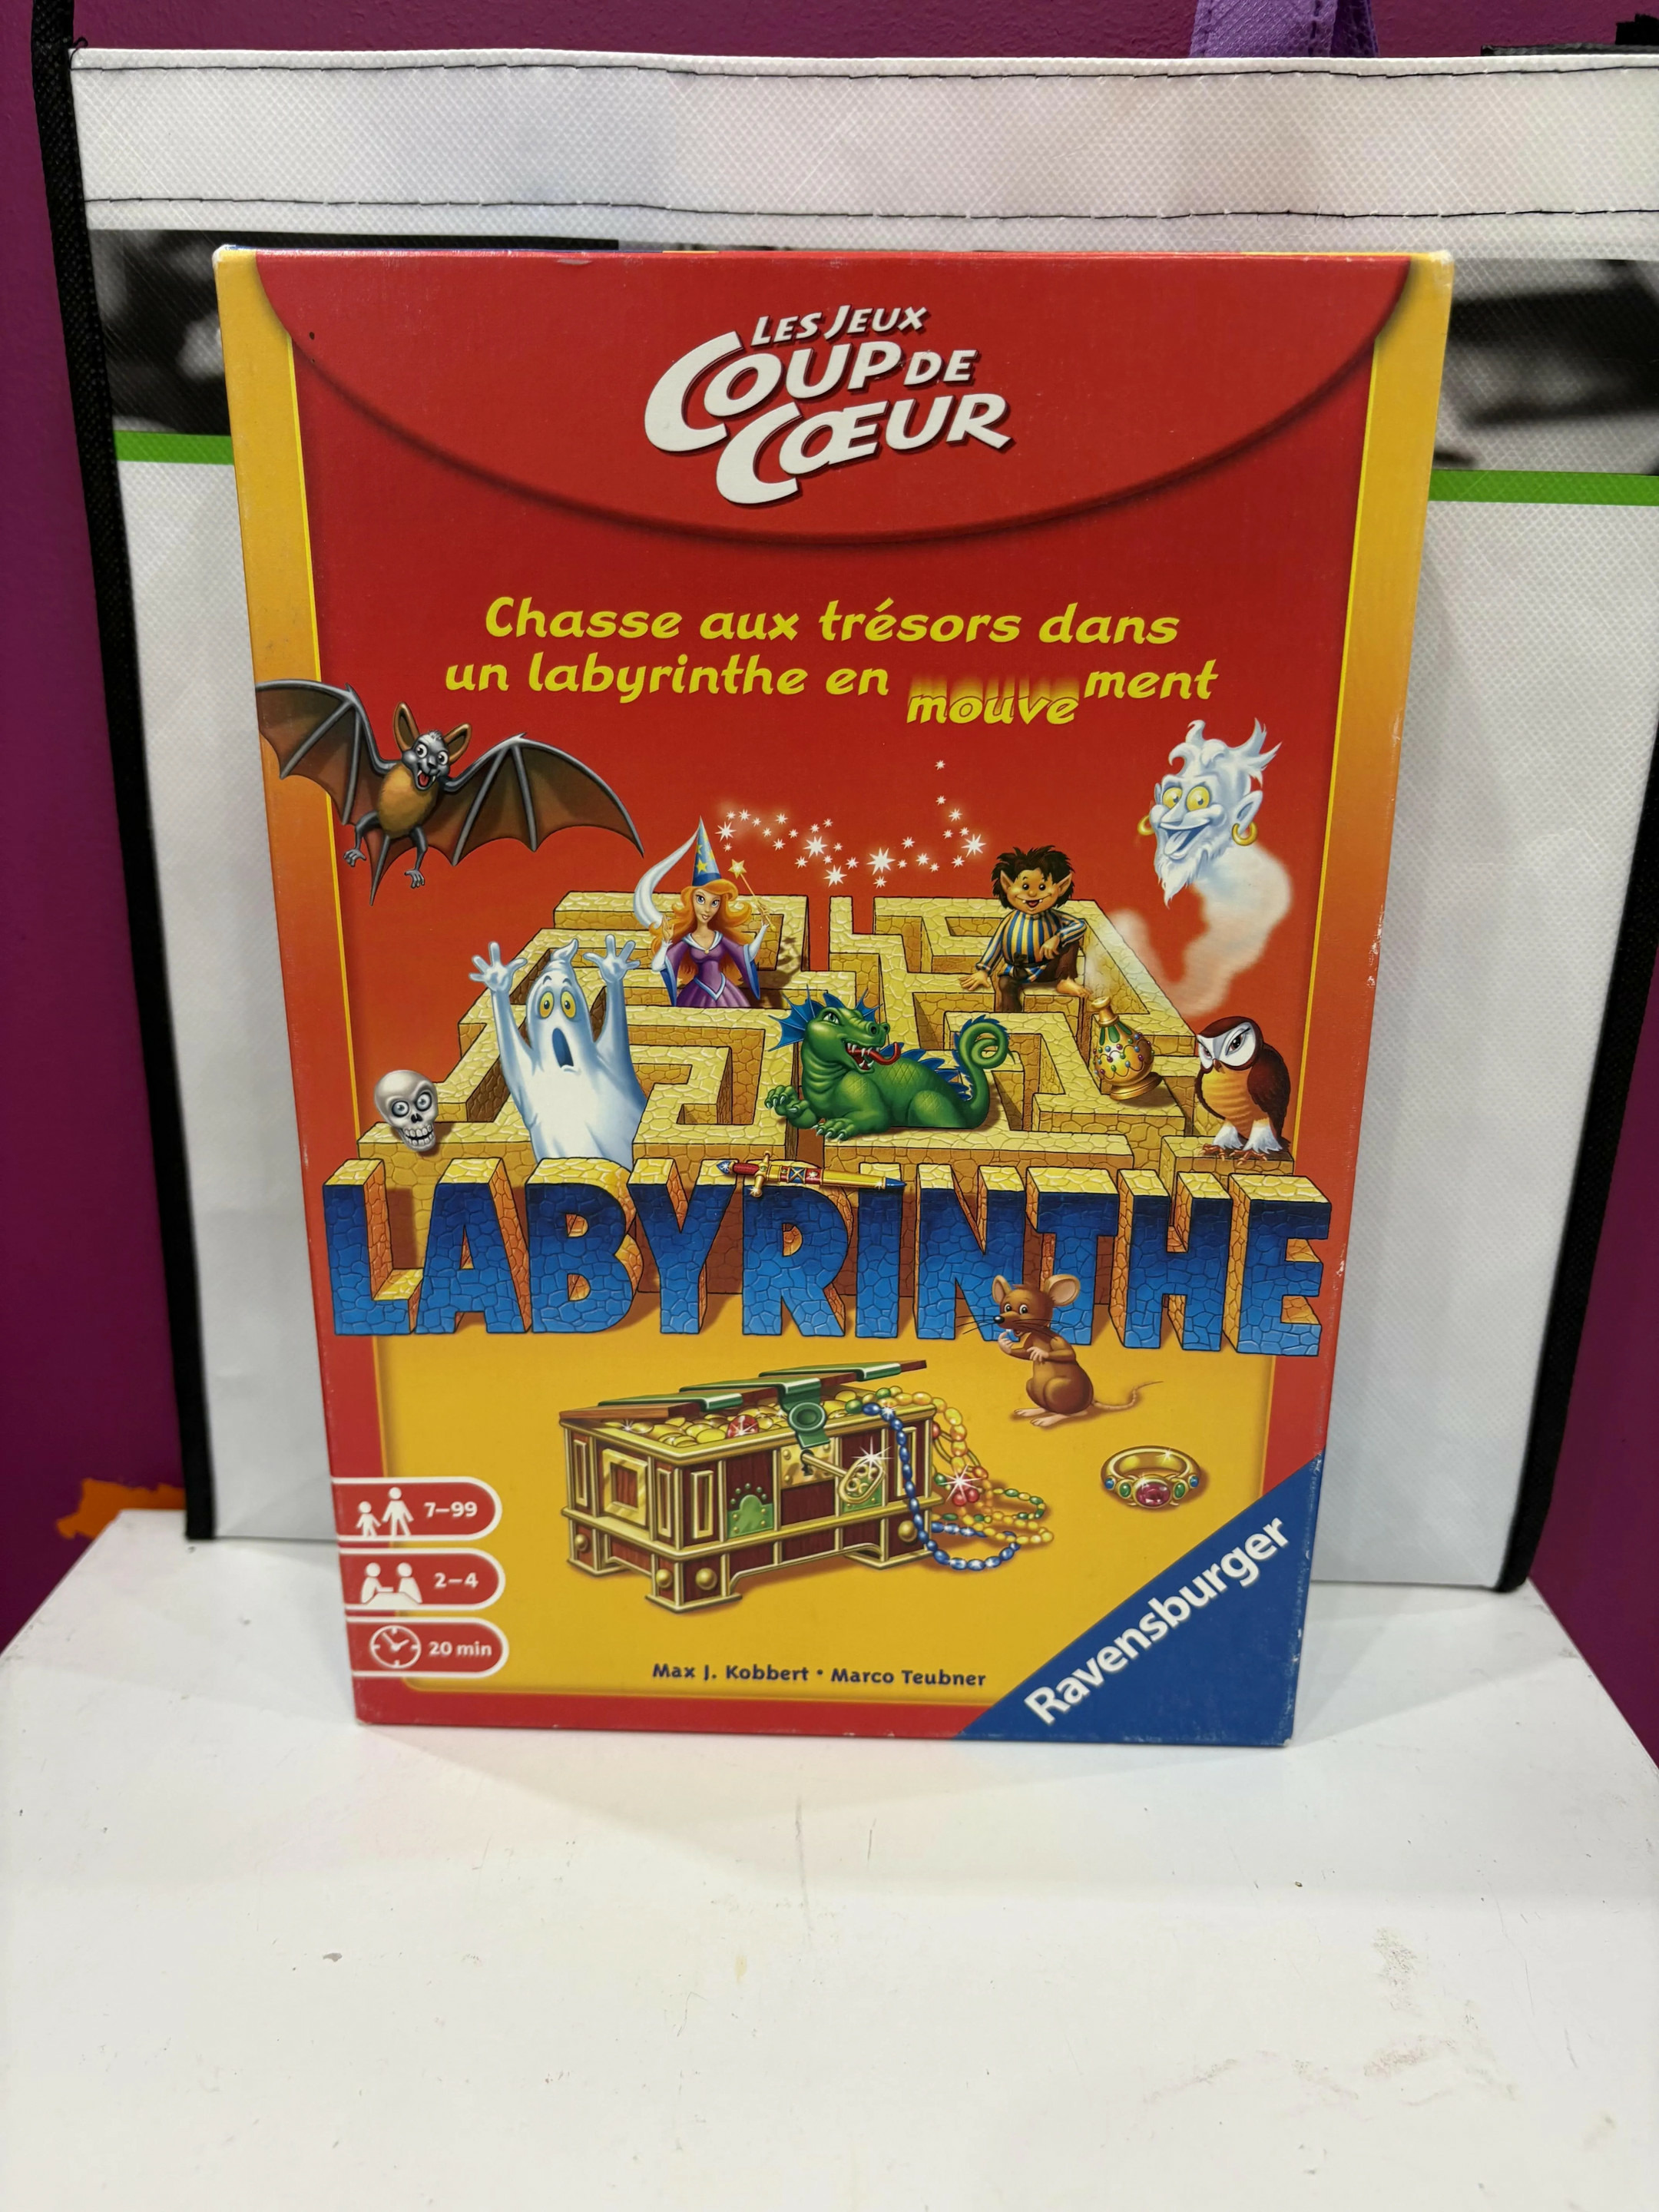 LES JEUX
COUP DE
CŒUR
Chasse aux trésors dans
un labyrinthe en mouvement
LABYRINTHE
7–99
2–4
20 min
Max J. Kobbert • Marco Teubner
Ravensburger